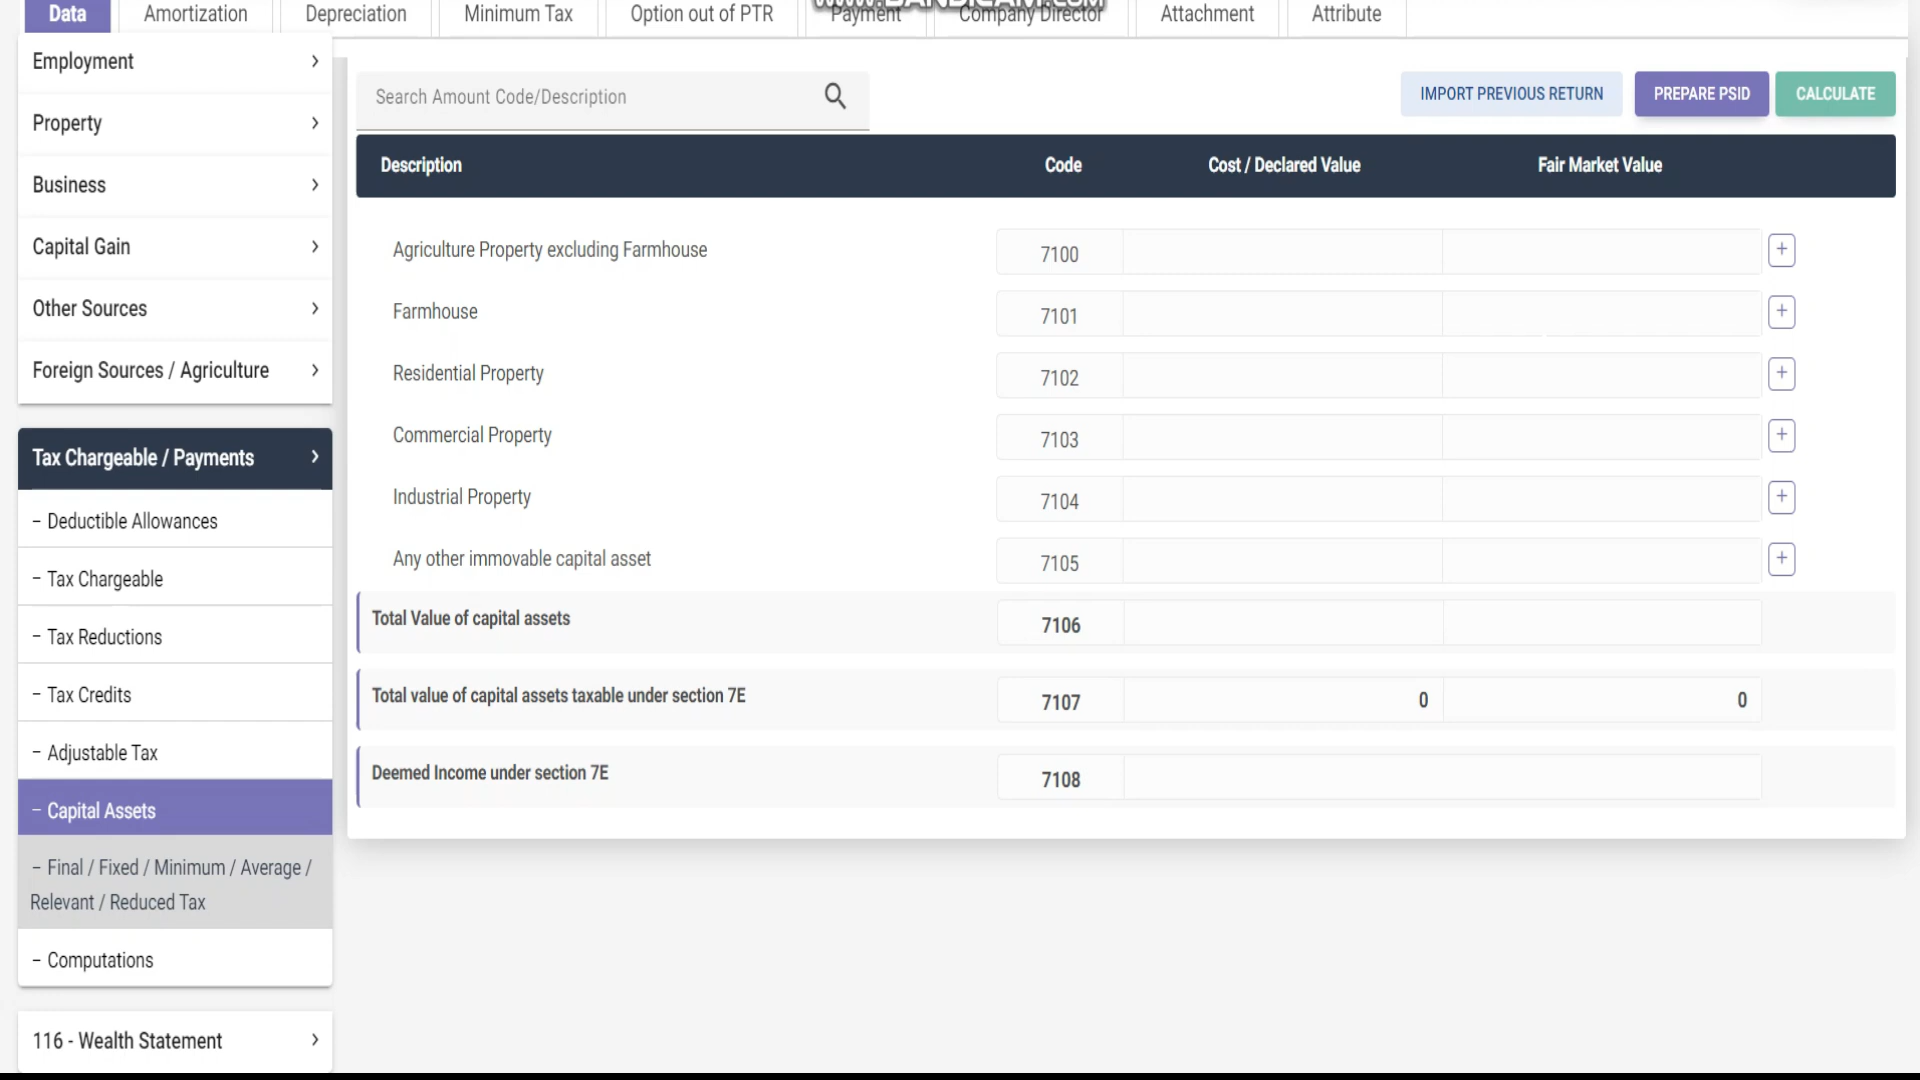 Data Amortization Depreciation Minimum Tax Option out of PTR Payment Company Director Attachment Attribute
www.BANDICAM.com
Employment
Property
Business
Capital Gain
Other Sources
Foreign Sources / Agriculture
Tax Chargeable / Payments
– Deductible Allowances
– Tax Chargeable
– Tax Reductions
– Tax Credits
– Adjustable Tax
– Capital Assets
– Final / Fixed / Minimum / Average /
Relevant / Reduced Tax
– Computations
116 - Wealth Statement
Search Amount Code/Description
IMPORT PREVIOUS RETURN PREPARE PSID CALCULATE
Description Code Cost / Declared Value Fair Market Value
Agriculture Property excluding Farmhouse 7100 +
Farmhouse 7101 +
Residential Property 7102 +
Commercial Property 7103 +
Industrial Property 7104 +
Any other immovable capital asset 7105 +
Total Value of capital assets 7106
Total value of capital assets taxable under section 7E 7107 0 0
Deemed Income under section 7E 7108